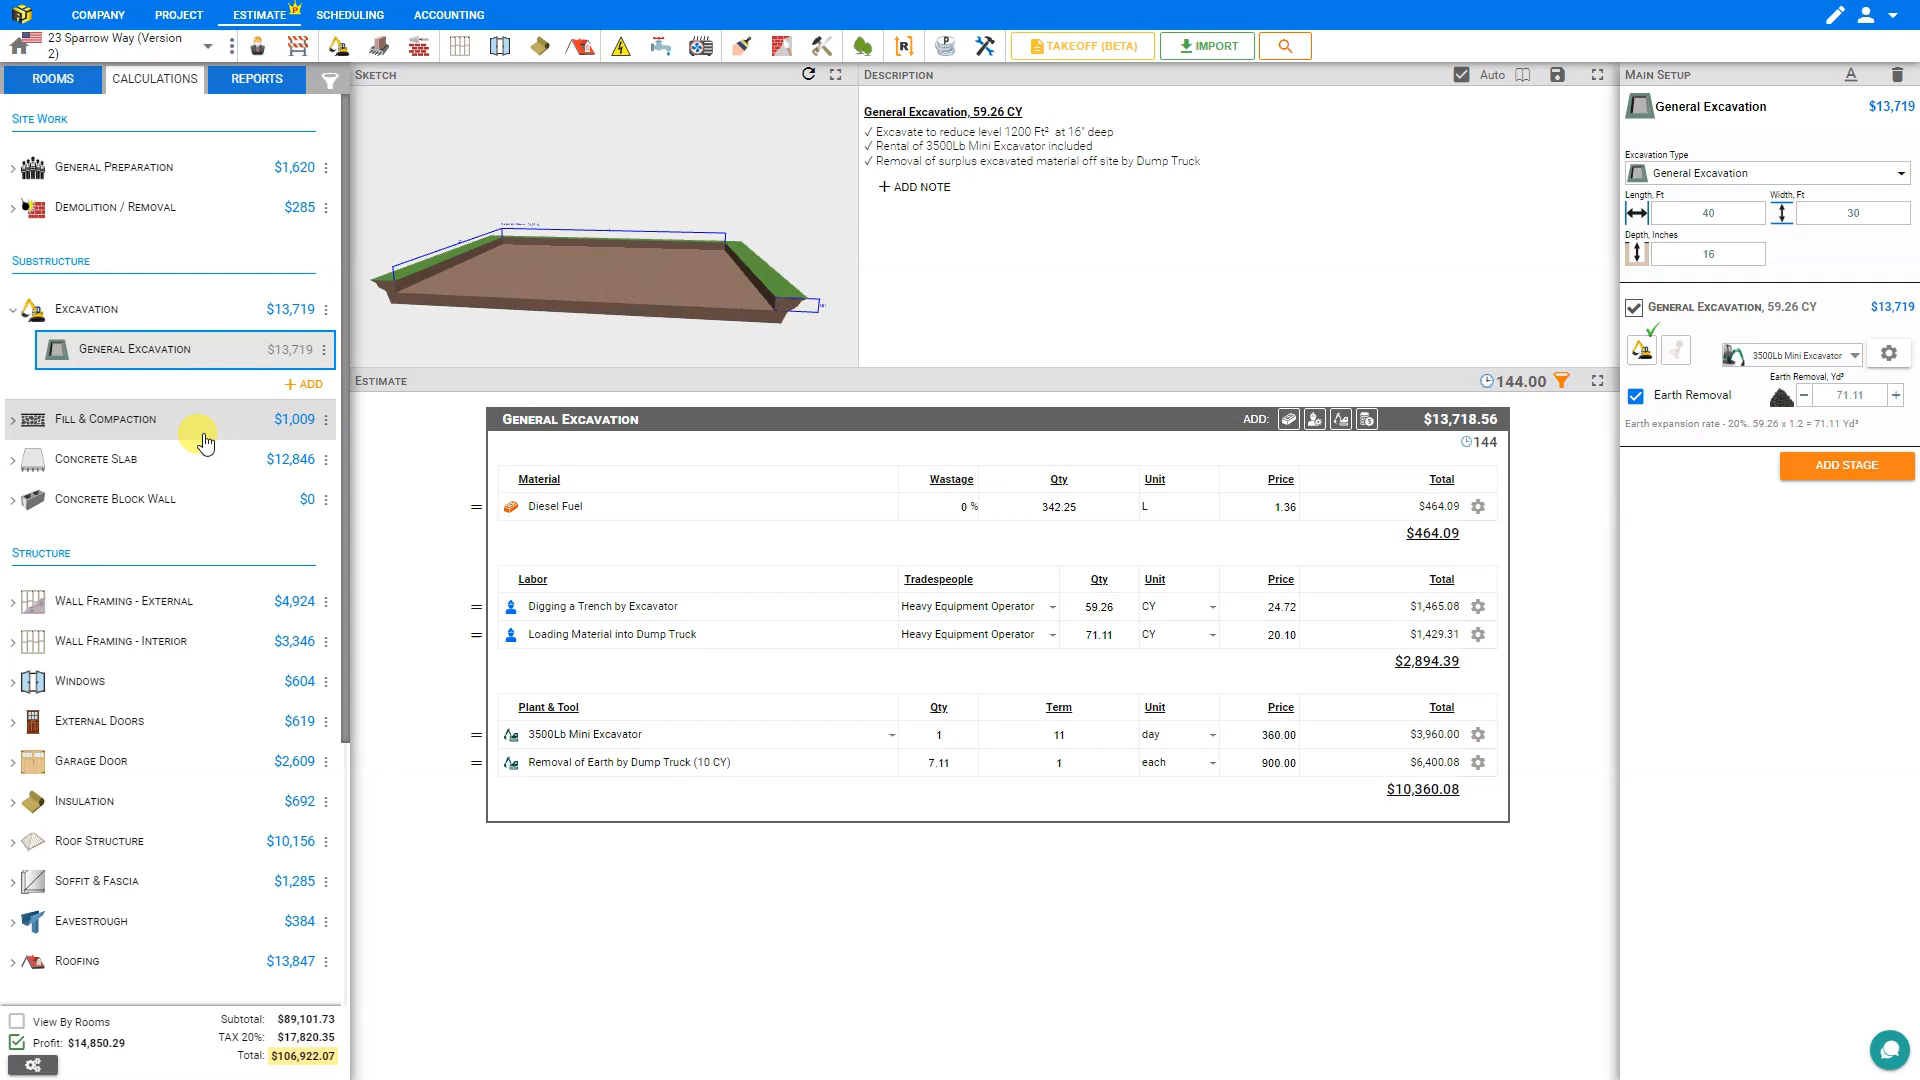 COMPANY PROJECT ESTIMATE SCHEDULING ACCOUNTING
23 Sparrow Way (Version 2)
TAKEOFF (BETA) IMPORT
ROOMS CALCULATIONS REPORTS
SITE WORK
GENERAL PREPARATION $1,620
DEMOLITION / REMOVAL $285
SUBSTRUCTURE
EXCAVATION $13,719
GENERAL EXCAVATION $13,719
+ ADD
FILL & COMPACTION $1,009
CONCRETE SLAB $12,846
CONCRETE BLOCK WALL $0
STRUCTURE
WALL FRAMING - EXTERNAL $4,924
WALL FRAMING - INTERIOR $3,346
WINDOWS $604
EXTERNAL DOORS $619
GARAGE DOOR $2,609
INSULATION $692
ROOF STRUCTURE $10,156
SOFFIT & FASCIA $1,285
EAVESTROUGH $384
ROOFING $13,847
View By Rooms
Profit: $14,850.29
Subtotal: $89,101.73
TAX 20%: $17,820.35
Total: $106,922.07
SKETCH
DESCRIPTION Auto
General Excavation, 59.26 CY
✓ Excavate to reduce level 1200 Ft² at 16" deep
✓ Rental of 3500Lb Mini Excavator included
✓ Removal of surplus excavated material off site by Dump Truck
+ ADD NOTE
ESTIMATE 144.00
GENERAL EXCAVATION ADD: $13,718.56
144
Material Wastage Qty Unit Price Total
= Diesel Fuel 0 % 342.25 L 1.36 $464.09
$464.09
Labor Tradespeople Qty Unit Price Total
= Digging a Trench by Excavator Heavy Equipment Operator 59.26 CY 24.72 $1,465.08
= Loading Material into Dump Truck Heavy Equipment Operator 71.11 CY 20.10 $1,429.31
$2,894.39
Plant & Tool Qty Term Unit Price Total
= 3500Lb Mini Excavator 1 11 day 360.00 $3,960.00
= Removal of Earth by Dump Truck (10 CY) 7.11 1 each 900.00 $6,400.08
$10,360.08
MAIN SETUP
General Excavation $13,719
Excavation Type
General Excavation
Length, Ft Width, Ft
40 30
Depth, Inches
16
GENERAL EXCAVATION, 59.26 CY $13,719
3500Lb Mini Excavator
Earth Removal, Yd³
Earth Removal - 71.11 +
Earth expansion rate - 20%. 59.26 x 1.2 = 71.11 Yd³
ADD STAGE